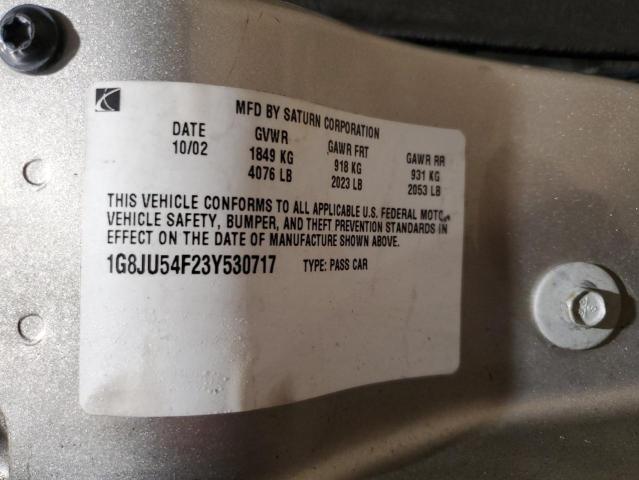 MFD BY SATURN CORPORATION
DATE GVWR GAWR FRT GAWR RR
10/02 1849 KG 918 KG 931 KG
4076 LB 2023 LB 2053 LB
THIS VEHICLE CONFORMS TO ALL APPLICABLE U.S. FEDERAL MOTOR
VEHICLE SAFETY, BUMPER, AND THEFT PREVENTION STANDARDS IN
EFFECT ON THE DATE OF MANUFACTURE SHOWN ABOVE.
1G8JU54F23Y530717 TYPE: PASS CAR